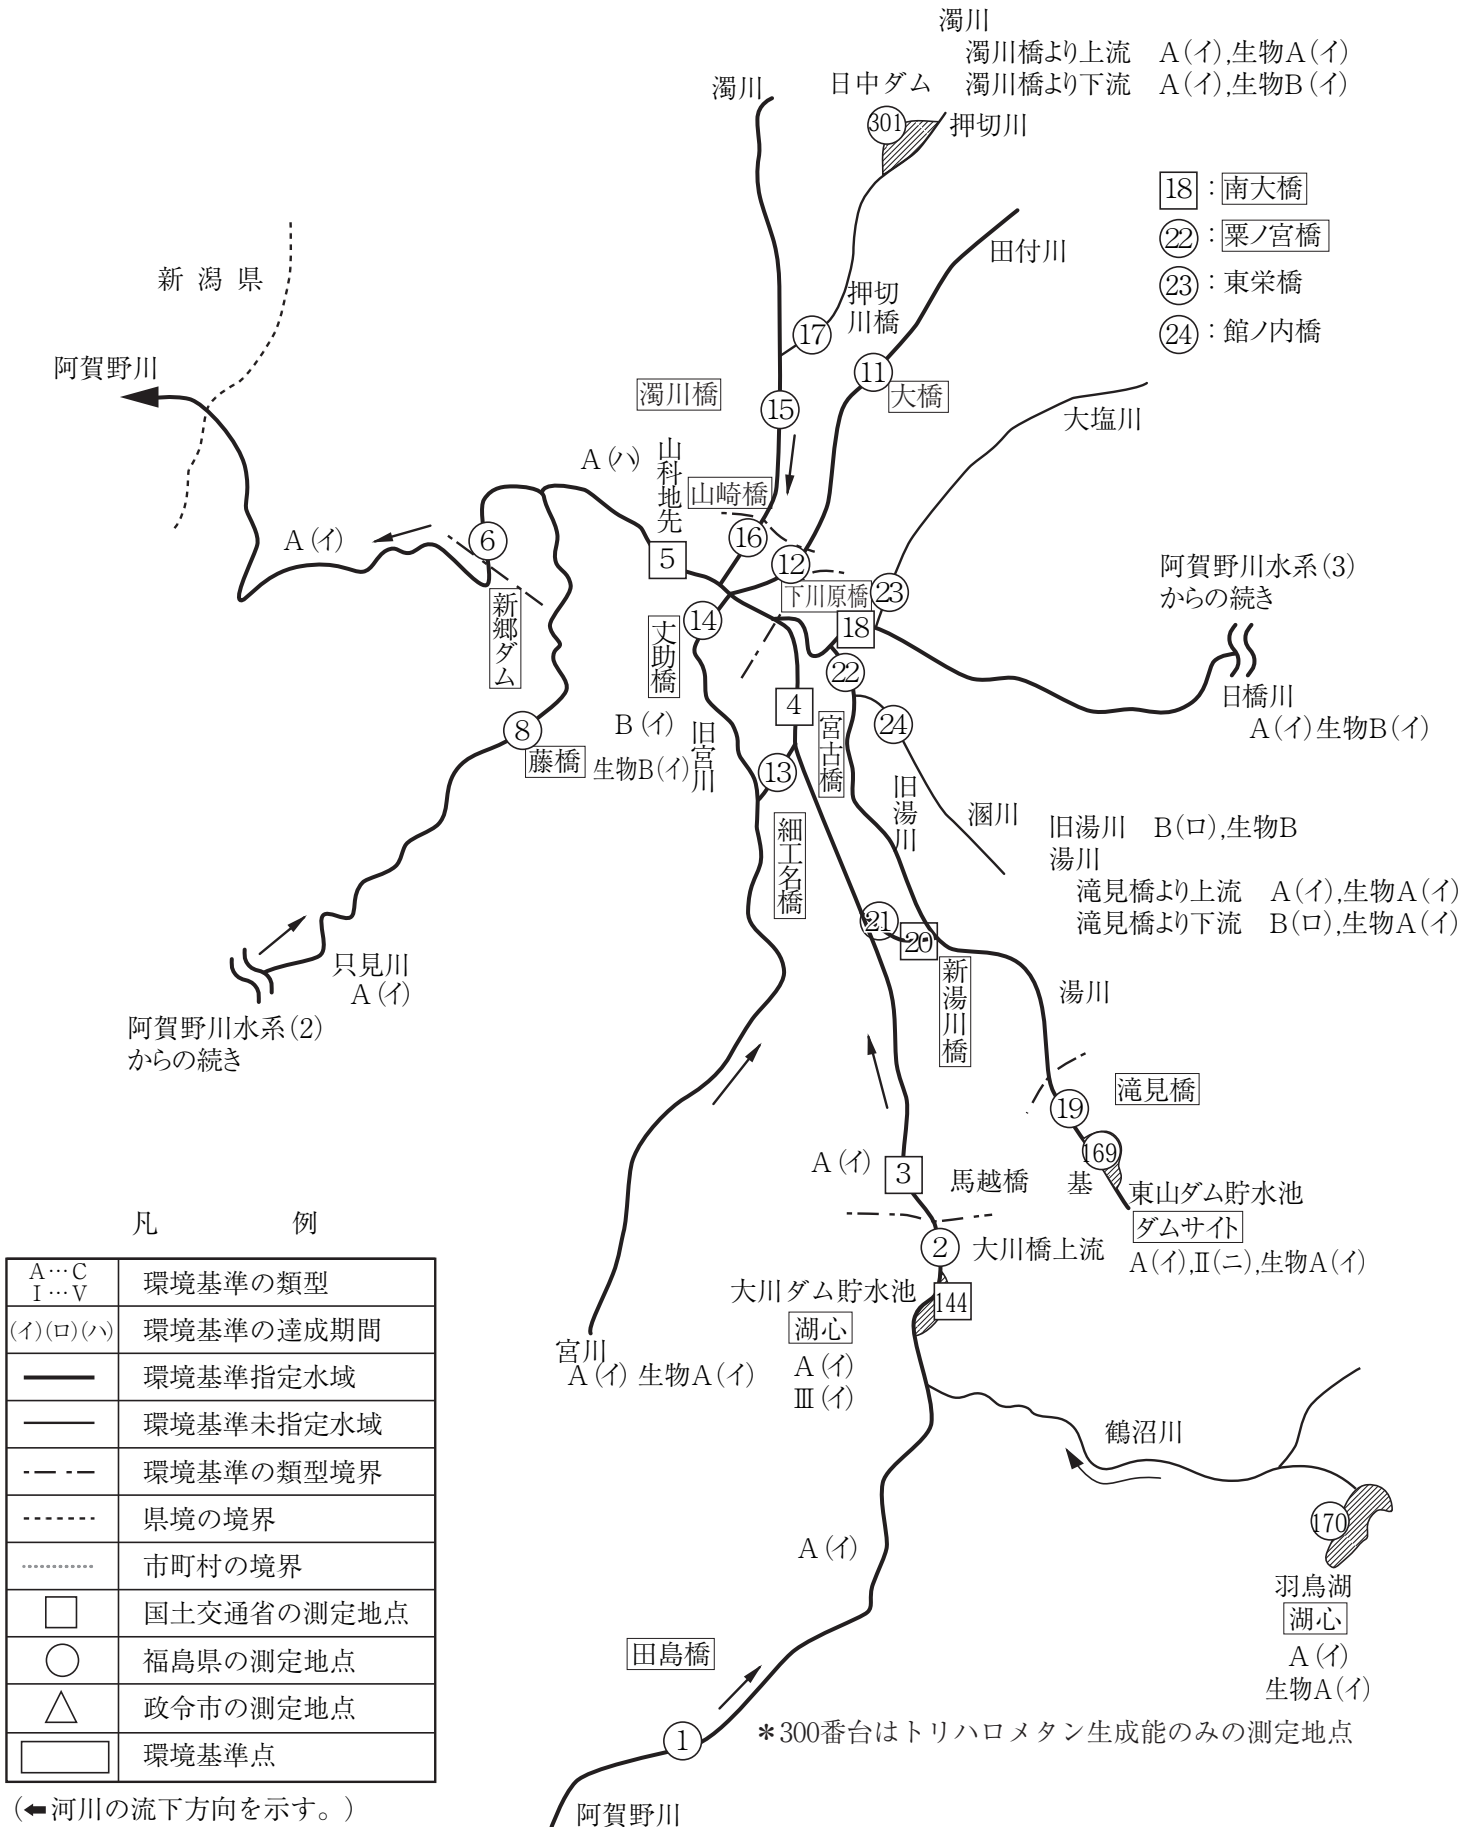 濁川
濁川橋より上流 A(イ),生物A(イ)
濁川橋より下流 A(イ),生物B(イ)
濁川
日中ダム
301
押切川
18:南大橋
22:粟ノ宮橋
23:東栄橋
24:館ノ内橋
田付川
新潟県
押切
川橋
17
阿賀野川
11
大橋
濁川橋
15
大塩川
A(ハ)
山科地先
山崎橋
A(イ)
6
5
16
12
下川原橋
23
阿賀野川水系(3)
からの続き
新郷ダム
14
丈助橋
18
22
日橋川
A(イ)生物B(イ)
4
宮古橋
24
8
藤橋
B(イ)
生物B(イ)
旧宮川
13
細工名橋
旧湯川
溷川
旧湯川 B(ロ),生物B
湯川
滝見橋より上流 A(イ),生物A(イ)
滝見橋より下流 B(ロ),生物A(イ)
21
20
新湯川橋
湯川
只見川
A(イ)
阿賀野川水系(2)
からの続き
滝見橋
19
169
基
東山ダム貯水池
ダムサイト
A(イ),Ⅱ(ニ),生物A(イ)
A(イ)
3
馬越橋
2
大川橋上流
大川ダム貯水池
144
湖心
A(イ)
Ⅲ(イ)
宮川
A(イ) 生物A(イ)
鶴沼川
170
羽鳥湖
湖心
A(イ)
生物A(イ)
A(イ)
田島橋
1
阿賀野川
＊300番台はトリハロメタン生成能のみの測定地点
凡例
A…C
I…V
環境基準の類型
(イ)(ロ)(ハ) 環境基準の達成期間
環境基準指定水域
環境基準未指定水域
環境基準の類型境界
県境の境界
市町村の境界
国土交通省の測定地点
福島県の測定地点
政令市の測定地点
環境基準点
(←河川の流下方向を示す。)